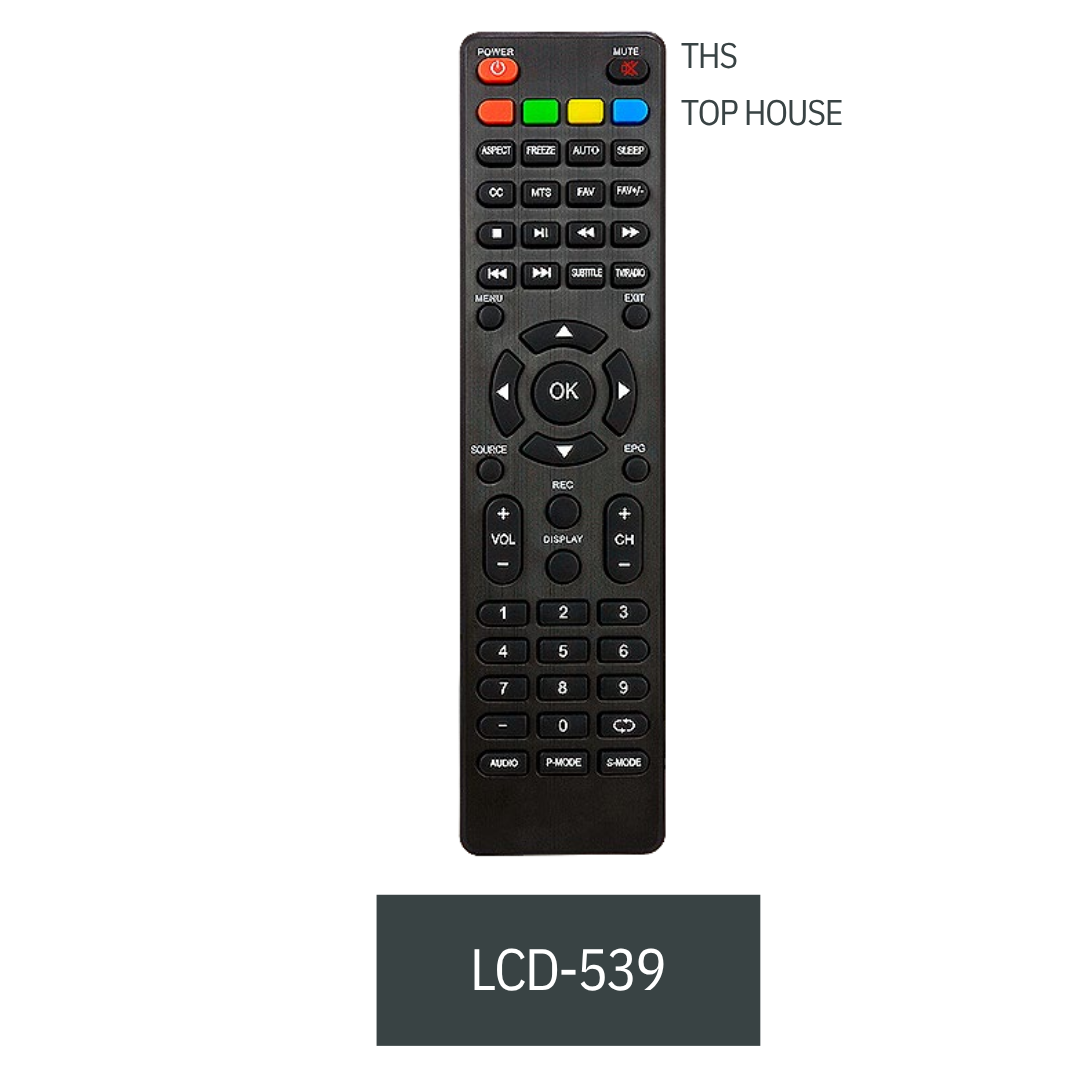 POWER MUTE
THS
TOP HOUSE
ASPECT FREEZE AUTO SLEEP
CC MTS FAV FAV+/-
SUBTITLE TV/RADIO
MENU EXIT
OK
SOURCE EPG
REC
+ +
VOL DISPLAY CH
- -
1 2 3
4 5 6
7 8 9
- 0
AUDIO P-MODE S-MODE
LCD-539